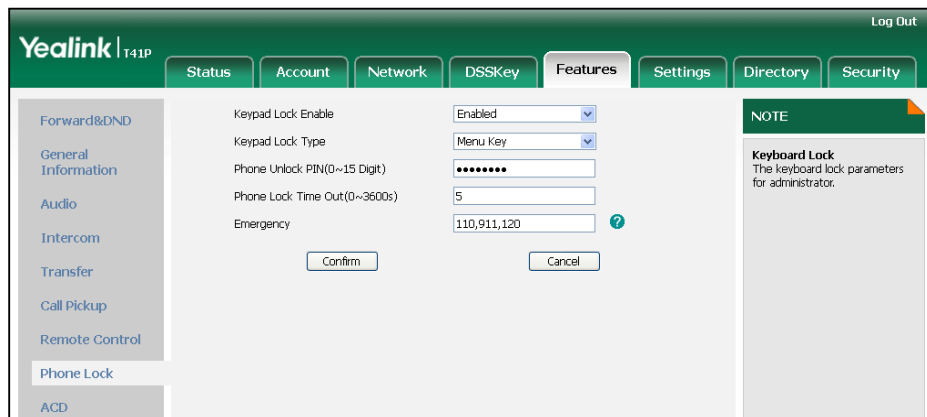 Log Out
Yealink | T41P
Status Account Network DSSKey Features Settings Directory Security
Forward&DND
General
Information
Audio
Intercom
Transfer
Call Pickup
Remote Control
Phone Lock
ACD
Keypad Lock Enable Enabled
Keypad Lock Type Menu Key
Phone Unlock PIN(0~15 Digit) ••••••••
Phone Lock Time Out(0~3600s) 5
Emergency 110,911,120 ?
Confirm Cancel
NOTE
Keyboard Lock
The keyboard lock parameters
for administrator.